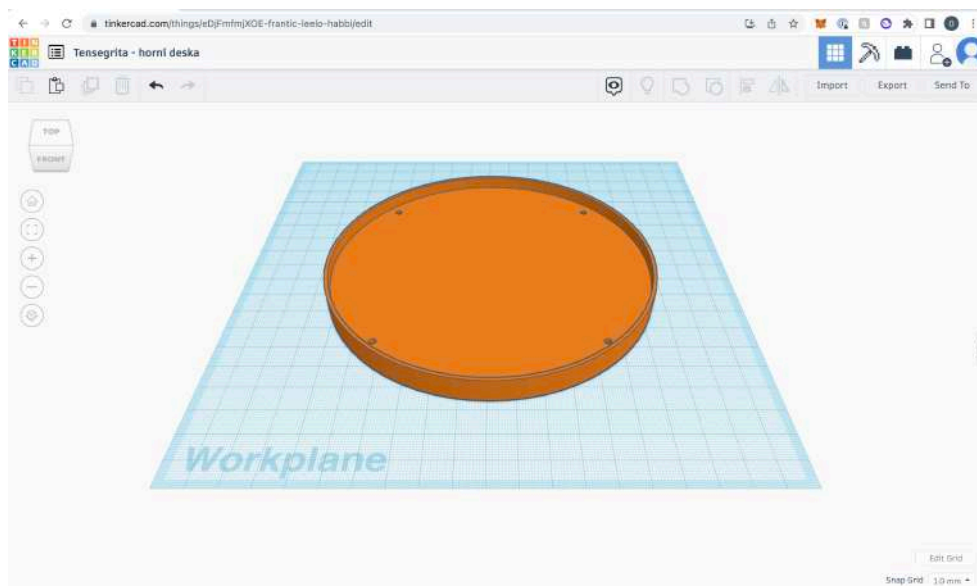 tinkercad.com/things/eDjFmfmjXOE-frantic-leelo-habbi/edit
TIN
KER
CAD
Tensegrita - horni deska
Import
Export
Send To
TOP
FRONT
Workplane
Edit Grid
Snap Grid 1.0 mm